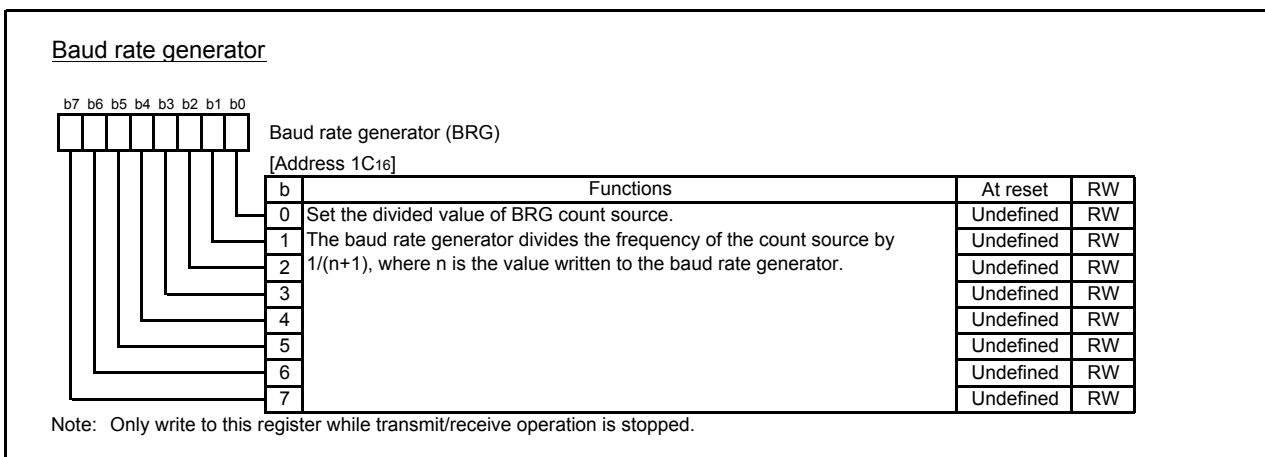 Baud rate generator
b7 b6 b5 b4 b3 b2 b1 b0
Baud rate generator (BRG)
[Address 1C16]
b Functions At reset RW
0 Set the divided value of BRG count source. Undefined RW
1 The baud rate generator divides the frequency of the count source by Undefined RW
2 1/(n+1), where n is the value written to the baud rate generator. Undefined RW
3 Undefined RW
4 Undefined RW
5 Undefined RW
6 Undefined RW
7 Undefined RW
Note: Only write to this register while transmit/receive operation is stopped.